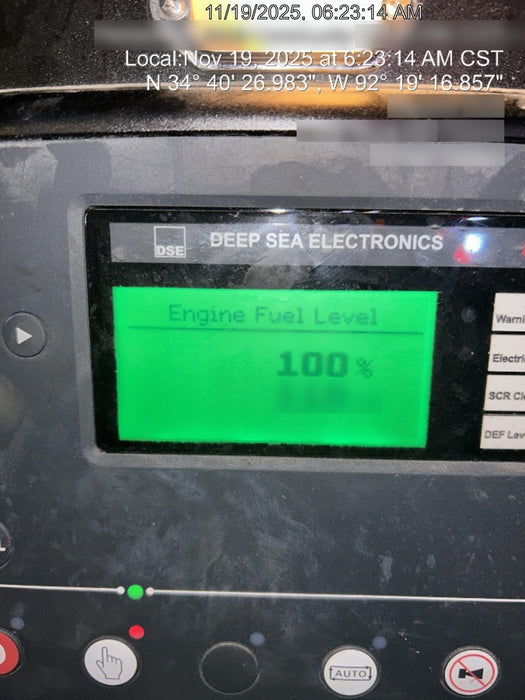 11/19/2025, 06:23:14 AM
Local:Nov 19, 2025 at 6:23:14 AM CST
N 34° 40' 26.983", W 92° 19' 16.857"
DSE
DEEP SEA ELECTRONICS
Engine Fuel Level
100 %
Warni
Electri
SCR Cl
DEF Lev
AUTO